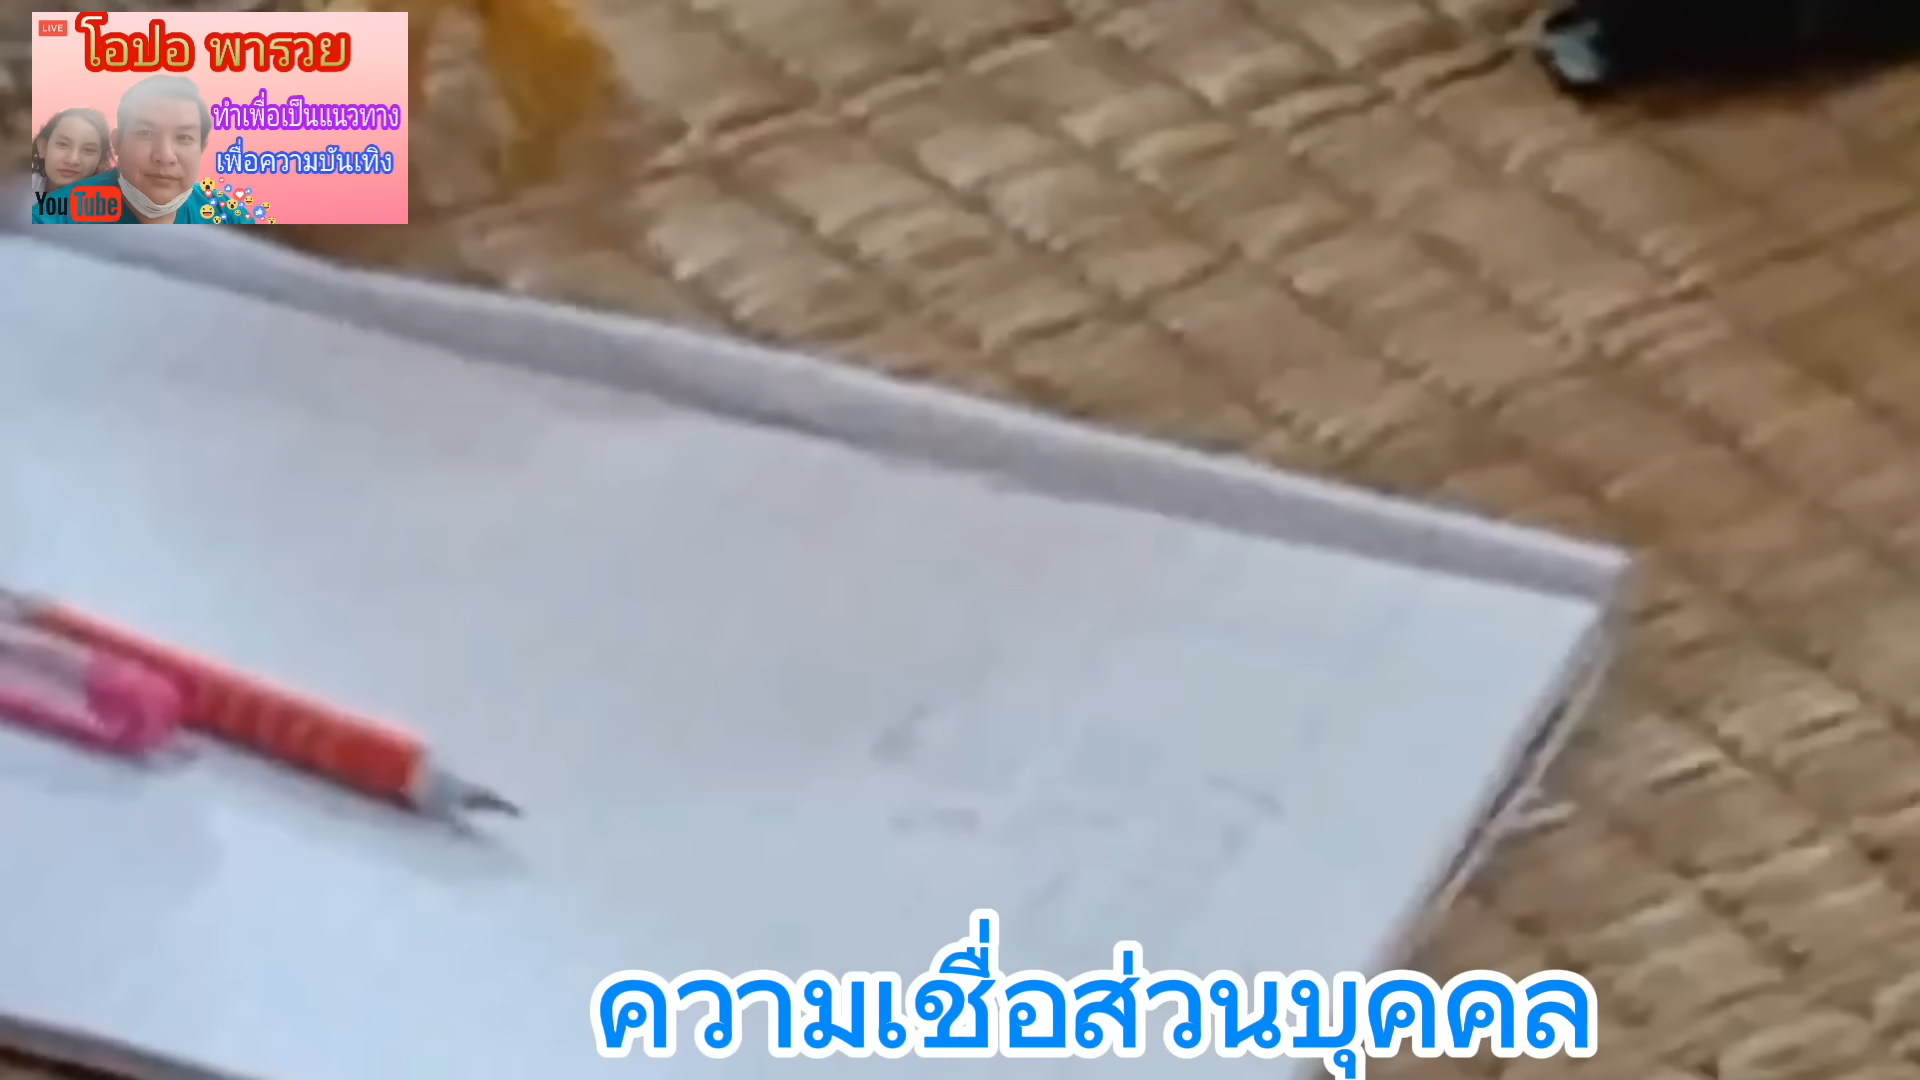 LIVE
โอปอ พารวย
ทำเพื่อเป็นแนวทาง
เพื่อความบันเทิง
YouTube
ความเชื่อส่วนบุคคล